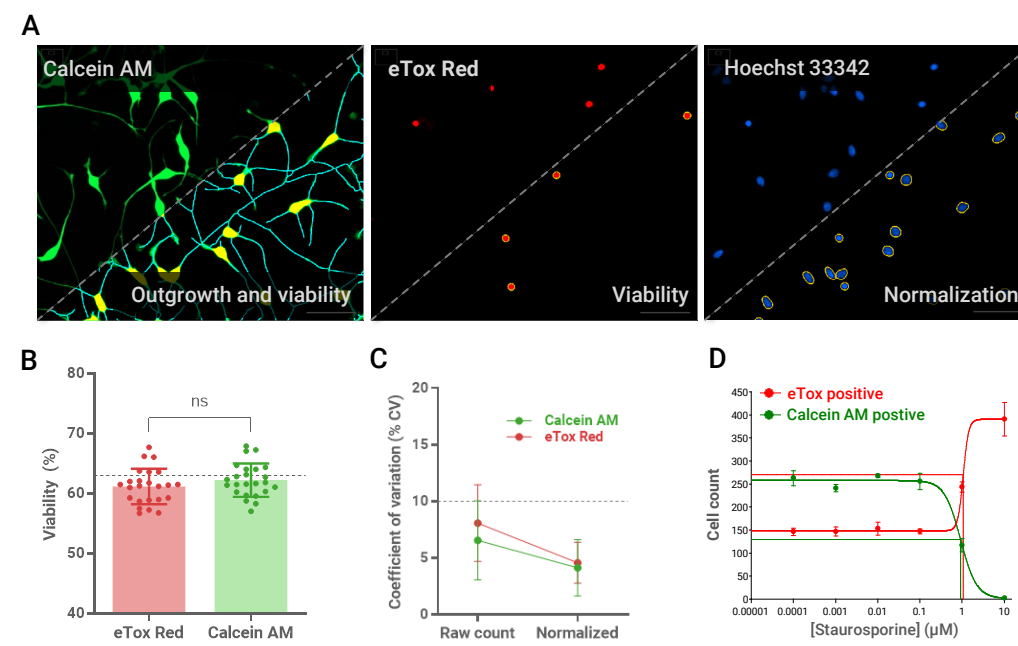 A
Calcein AM
eTox Red
Hoechst 33342
Outgrowth and viability
Viability
Normalization
B
80
70
60
50
40
Viability (%)
ns
eTox Red
Calcein AM
C
20
15
10
5
0
Coefficient of variation (% CV)
Calcein AM
eTox Red
Raw count
Normalized
D
eTox positive
Calcein AM postive
450
400
350
300
250
200
150
100
50
0
Cell count
0.00001
0.0001
0.001
0.01
0.1
1
10
[Staurosporine] (µM)